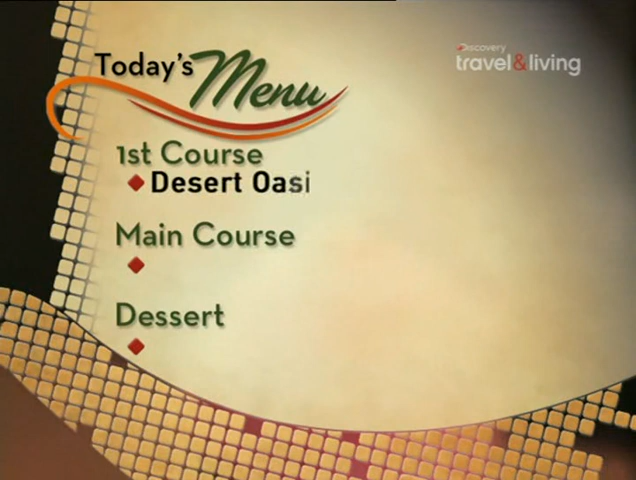 Today's Menu
Discovery
travel&living
1st Course
Desert Oasi
Main Course
Dessert